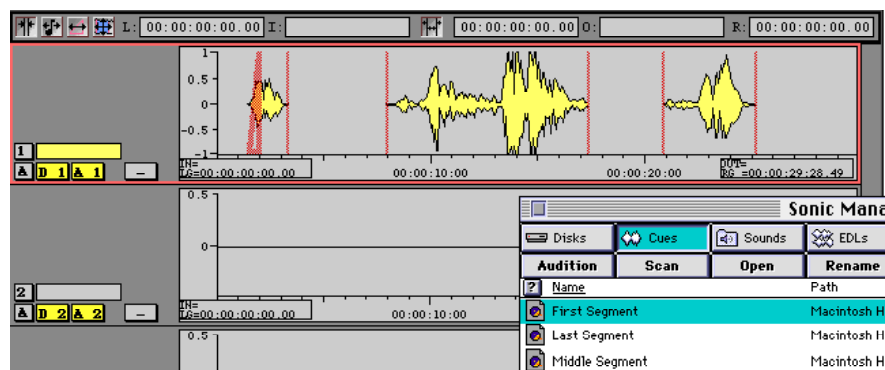 L: 00:00:00:00.00 I: 00:00:00:00.00 O: R: 00:00:00:00.00
1
0.5
0
-0.5
-1
1
A D 1 A 1 –
IN=
LG=00:00:00:00.00 00:00:10:00 00:00:20:00 OUT=
RG =00:00:29:28.49
0.5
0
2
A D 2 A 2 –
IN=
LG=00:00:00:00.00 00:00:10:00
0.5
Sonic Mana
Disks Cues Sounds EDLs
Audition Scan Open Rename
? Name Path
First Segment Macintosh H
Last Segment Macintosh H
Middle Segment Macintosh H